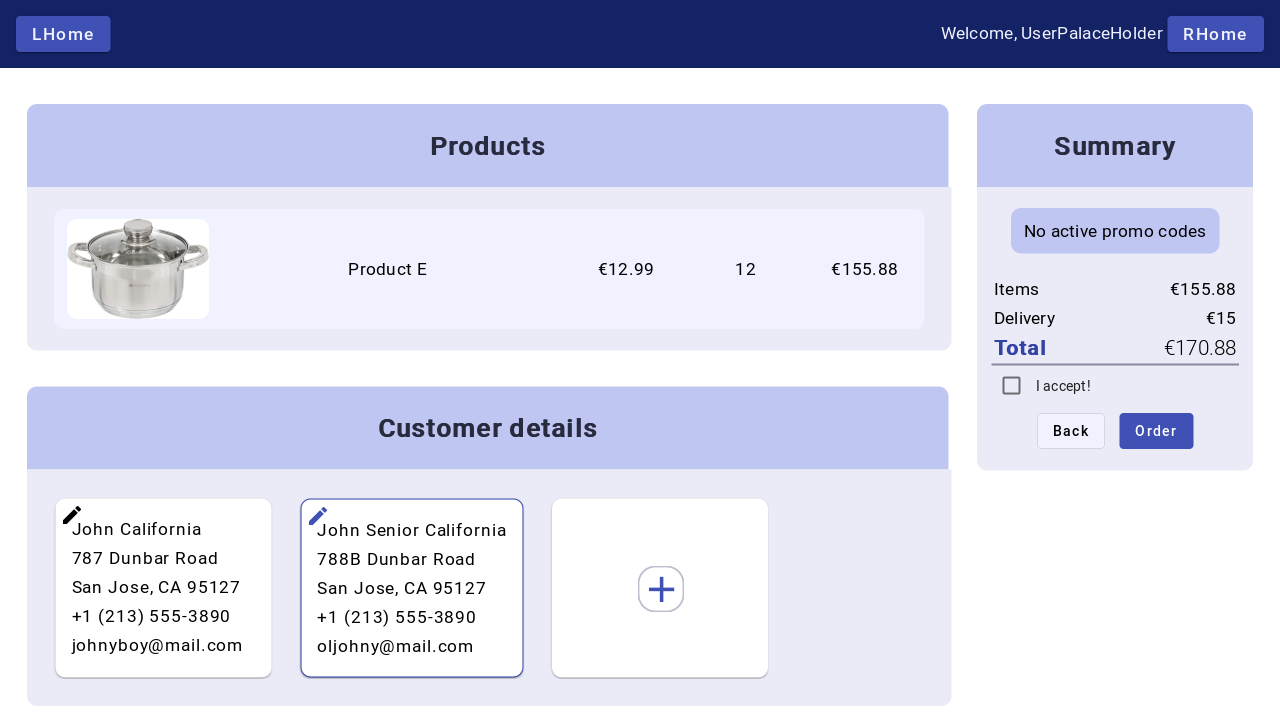 LHome
Welcome, UserPalaceHolder
RHome
Products
Product E
€12.99
12
€155.88
Summary
No active promo codes
Items €155.88
Delivery €15
Total €170.88
I accept!
Back
Order
Customer details
John California
787 Dunbar Road
San Jose, CA 95127
+1 (213) 555-3890
johnyboy@mail.com
John Senior California
788B Dunbar Road
San Jose, CA 95127
+1 (213) 555-3890
oljohny@mail.com